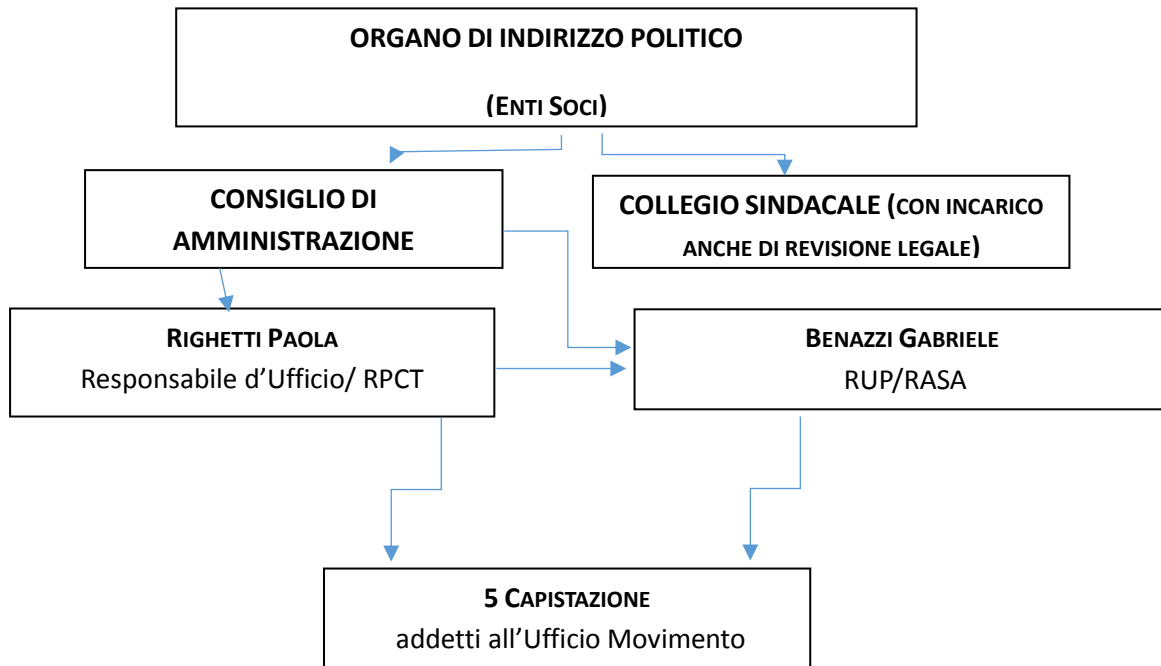 ORGANO DI INDIRIZZO POLITICO
(ENTI SOCI)
CONSIGLIO DI
AMMINISTRAZIONE
COLLEGIO SINDACALE (CON INCARICO
ANCHE DI REVISIONE LEGALE)
RIGHETTI PAOLA
Responsabile d'Ufficio/ RPCT
BENAZZI GABRIELE
RUP/RASA
5 CAPISTAZIONE
addetti all'Ufficio Movimento